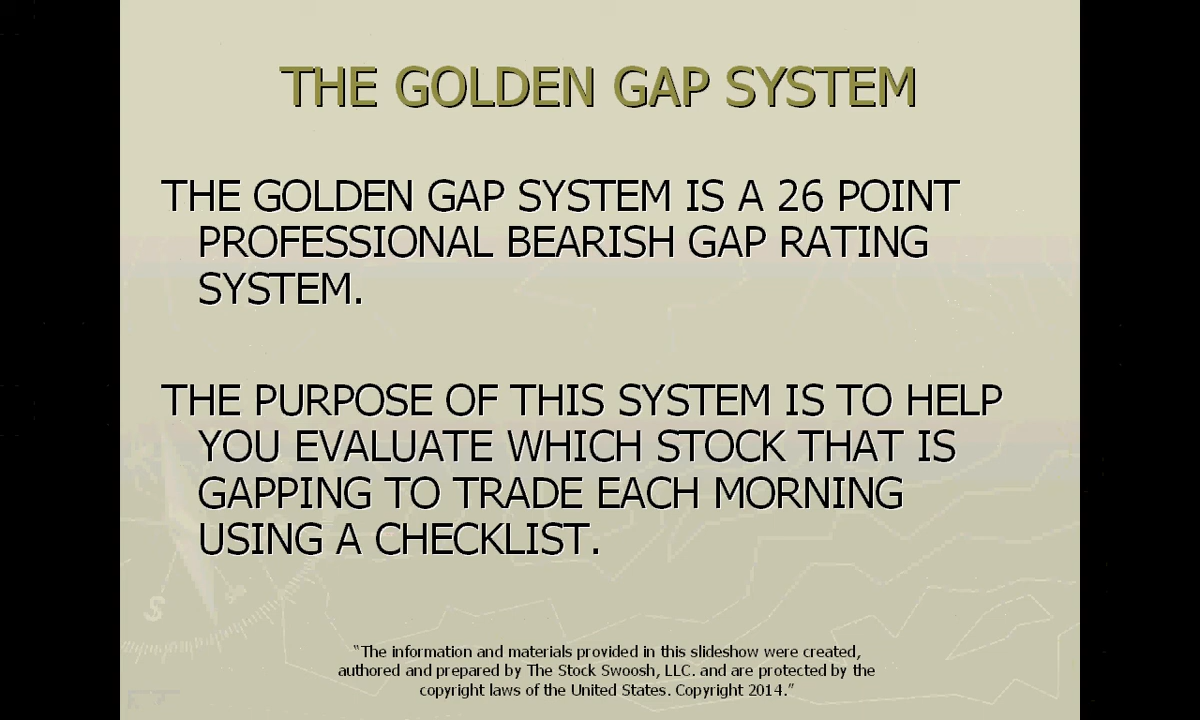 THE GOLDEN GAP SYSTEM
THE GOLDEN GAP SYSTEM IS A 26 POINT
PROFESSIONAL BEARISH GAP RATING
SYSTEM.
THE PURPOSE OF THIS SYSTEM IS TO HELP
YOU EVALUATE WHICH STOCK THAT IS
GAPPING TO TRADE EACH MORNING
USING A CHECKLIST.
S
"The information and materials provided in this slideshow were created,
authored and prepared by The Stock Swoosh, LLC. and are protected by the
copyright laws of the United States. Copyright 2014."